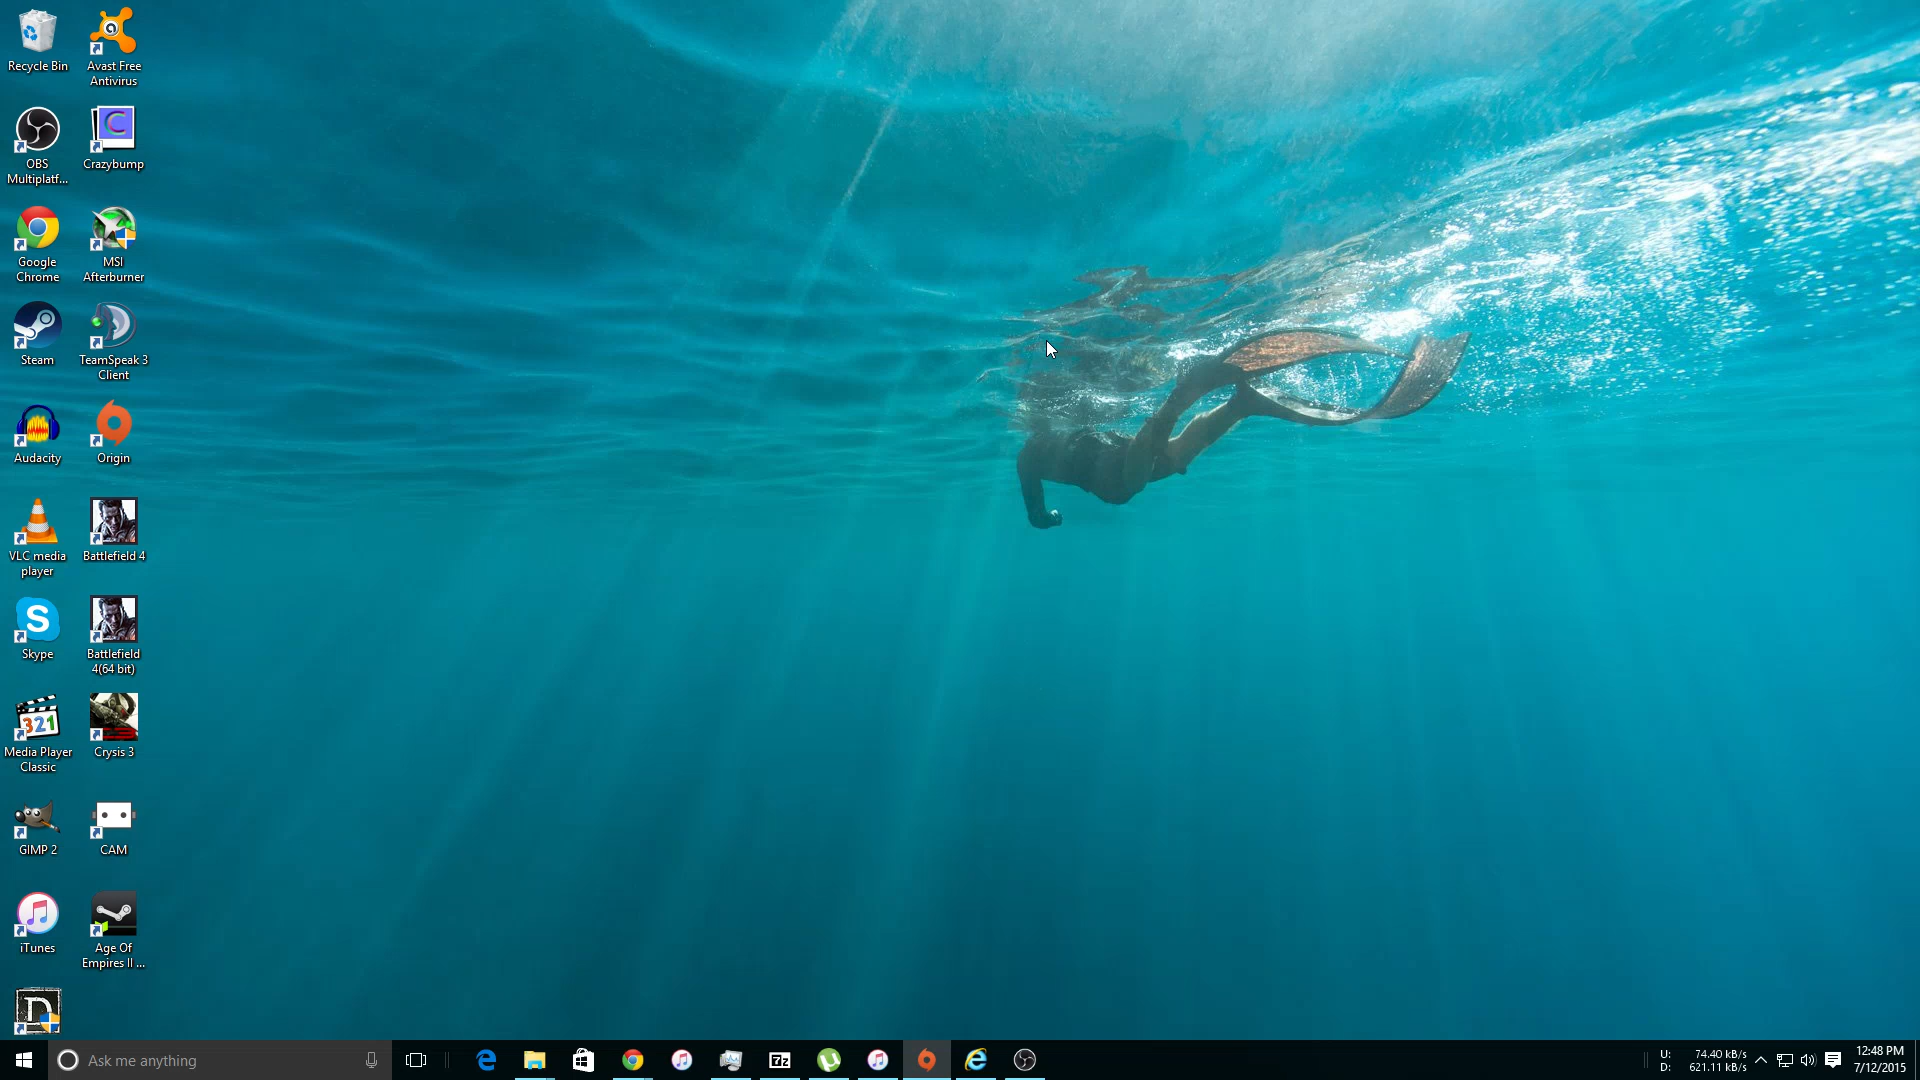 Recycle Bin
Avast Free
Antivirus
OBS
Multiplatf...
Crazybump
Google
Chrome
MSI
Afterburner
Steam
TeamSpeak 3
Client
Audacity
Origin
VLC media
player
Battlefield 4
Skype
Battlefield
4(64 bit)
Media Player
Classic
321
Crysis 3
GIMP 2
CAM
iTunes
Age Of
Empires II ...
D
Ask me anything
7z
U: 74.40 kB/s
D: 621.11 kB/s
12:48 PM
7/12/2015